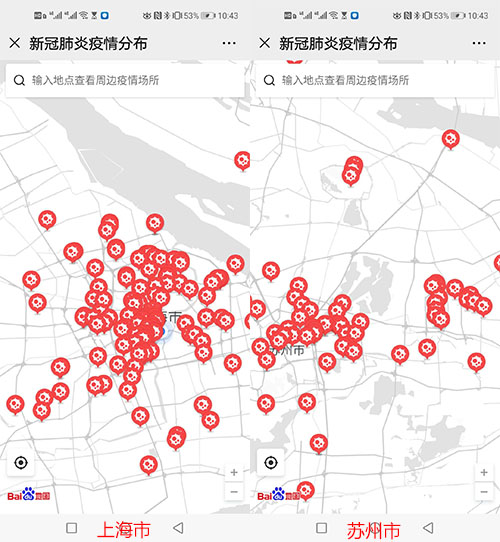 53% 10:43
新冠肺炎疫情分布
输入地点查看周边疫情场所
海市
Bai 地图
上海市
53% 10:43
新冠肺炎疫情分布
输入地点查看周边疫情场所
苏州市
Bai 地图
苏州市